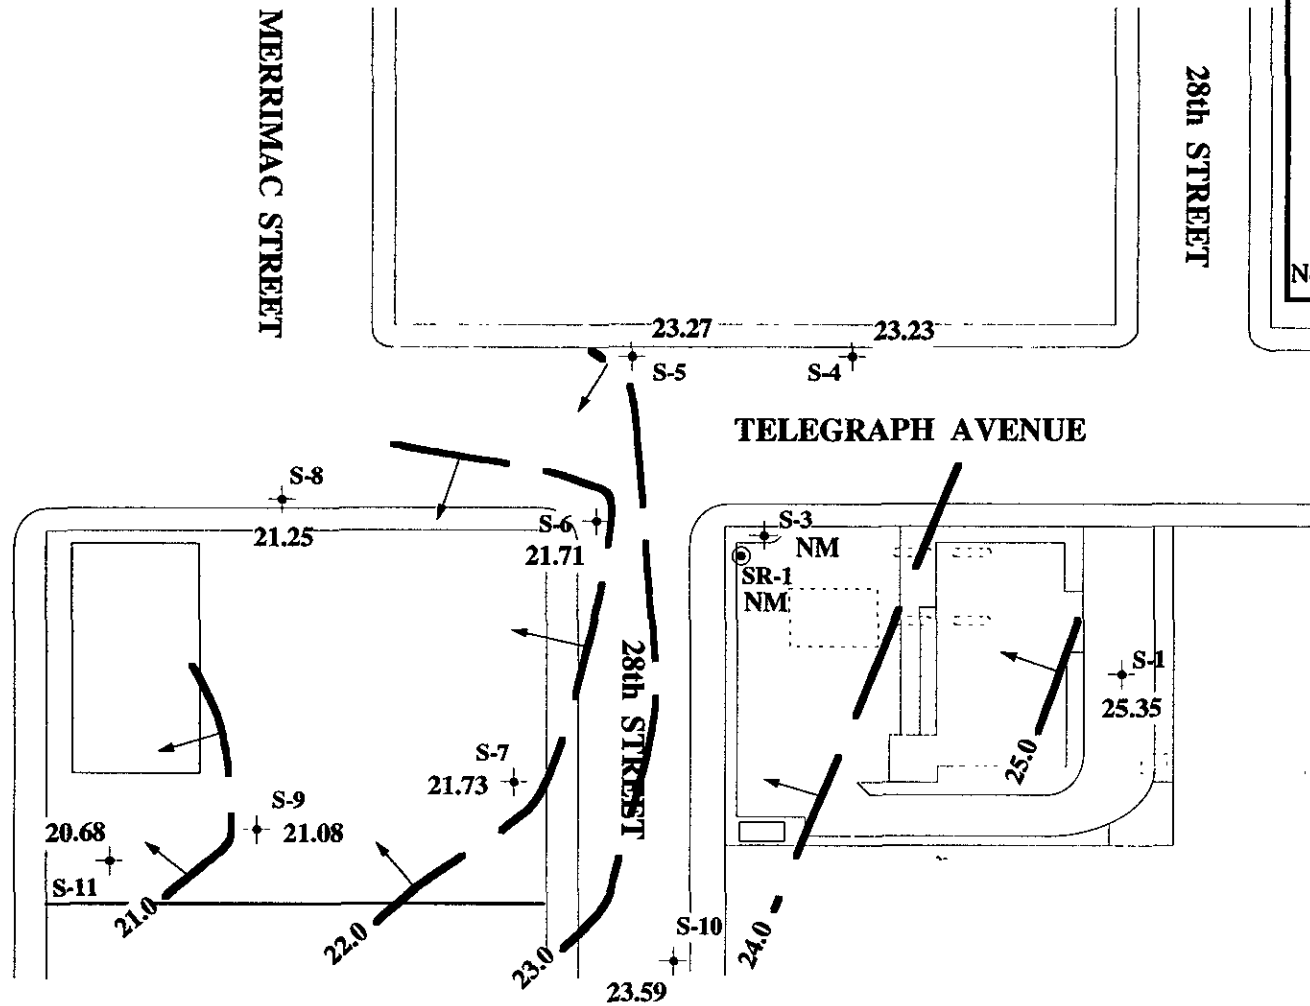 MERRIMAC STREET
28th STREET
23.27
23.23
S-5
S-4
TELEGRAPH AVENUE
S-8
21.25
S-6
21.71
S-3
NM
SR-1
NM
28th STREET
S-1
25.35
25.0
S-7
21.73
S-9
21.08
20.68
S-11
21.0
22.0
23.0
S-10
23.59
24.0